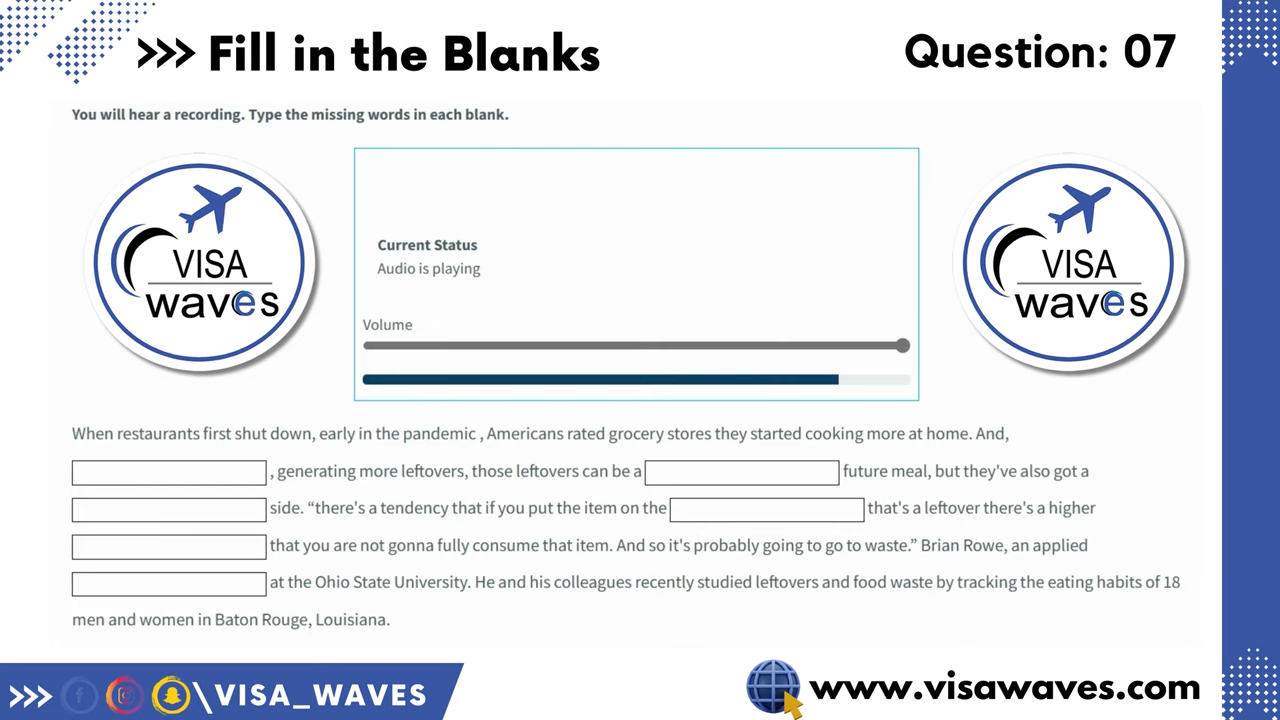 >>> Fill in the Blanks
Question: 07
You will hear a recording. Type the missing words in each blank.
VISA
waves
Current Status
Audio is playing
Volume
VISA
waves
When restaurants first shut down, early in the pandemic , Americans rated grocery stores they started cooking more at home. And,
, generating more leftovers, those leftovers can be a future meal, but they've also got a
side. “there's a tendency that if you put the item on the that's a leftover there's a higher
that you are not gonna fully consume that item. And so it's probably going to go to waste.” Brian Rowe, an applied
at the Ohio State University. He and his colleagues recently studied leftovers and food waste by tracking the eating habits of 18
men and women in Baton Rouge, Louisiana.
>>> \VISA_WAVES
www.visawaves.com